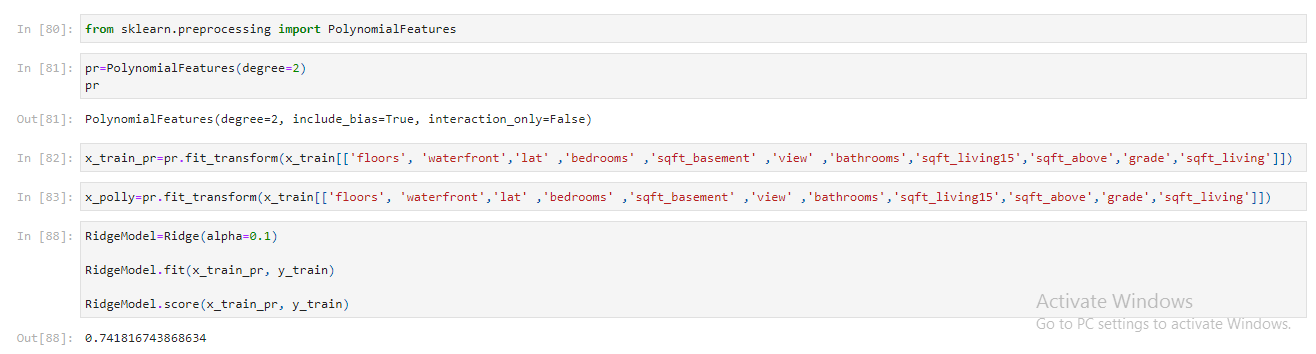 In [80]: from sklearn.preprocessing import PolynomialFeatures
In [81]: pr=PolynomialFeatures(degree=2)
pr
Out[81]: PolynomialFeatures(degree=2, include_bias=True, interaction_only=False)
In [82]: x_train_pr=pr.fit_transform(x_train[['floors', 'waterfront','lat' ,'bedrooms' ,'sqft_basement' ,'view' ,'bathrooms','sqft_living15','sqft_above','grade','sqft_living']])
In [83]: x_polly=pr.fit_transform(x_train[['floors', 'waterfront','lat' ,'bedrooms' ,'sqft_basement' ,'view' ,'bathrooms','sqft_living15','sqft_above','grade','sqft_living']])
In [88]: RidgeModel=Ridge(alpha=0.1)
RidgeModel.fit(x_train_pr, y_train)
RidgeModel.score(x_train_pr, y_train)
Activate Windows
Go to PC settings to activate Windows.
Out[88]: 0.741816743868634